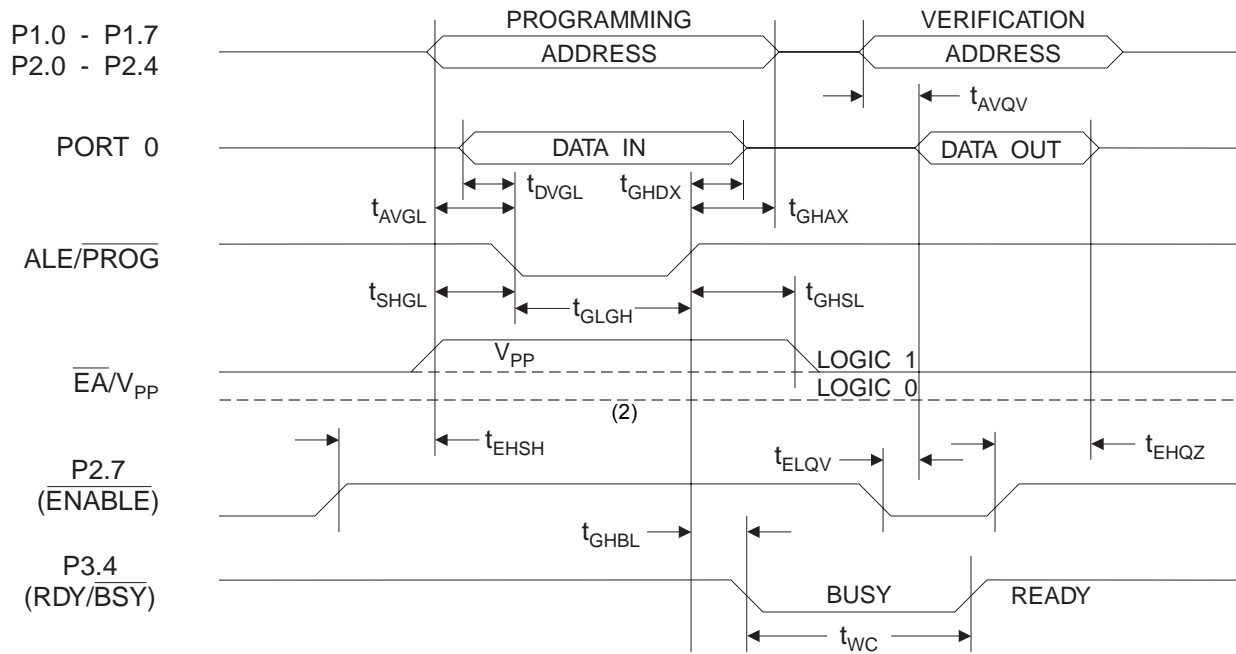 PROGRAMMING
VERIFICATION
P1.0 - P1.7
P2.0 - P2.4
ADDRESS
ADDRESS
tAVQV
PORT 0
DATA IN
DATA OUT
tDVGL
tGHDX
tAVGL
tGHAX
ALE/PROG
tSHGL
tGLGH
tGHSL
EA/VPP
VPP
LOGIC 1
LOGIC 0
(2)
tEHSH
tELQV
tEHQZ
P2.7
(ENABLE)
tGHBL
P3.4
(RDY/BSY)
BUSY
READY
tWC